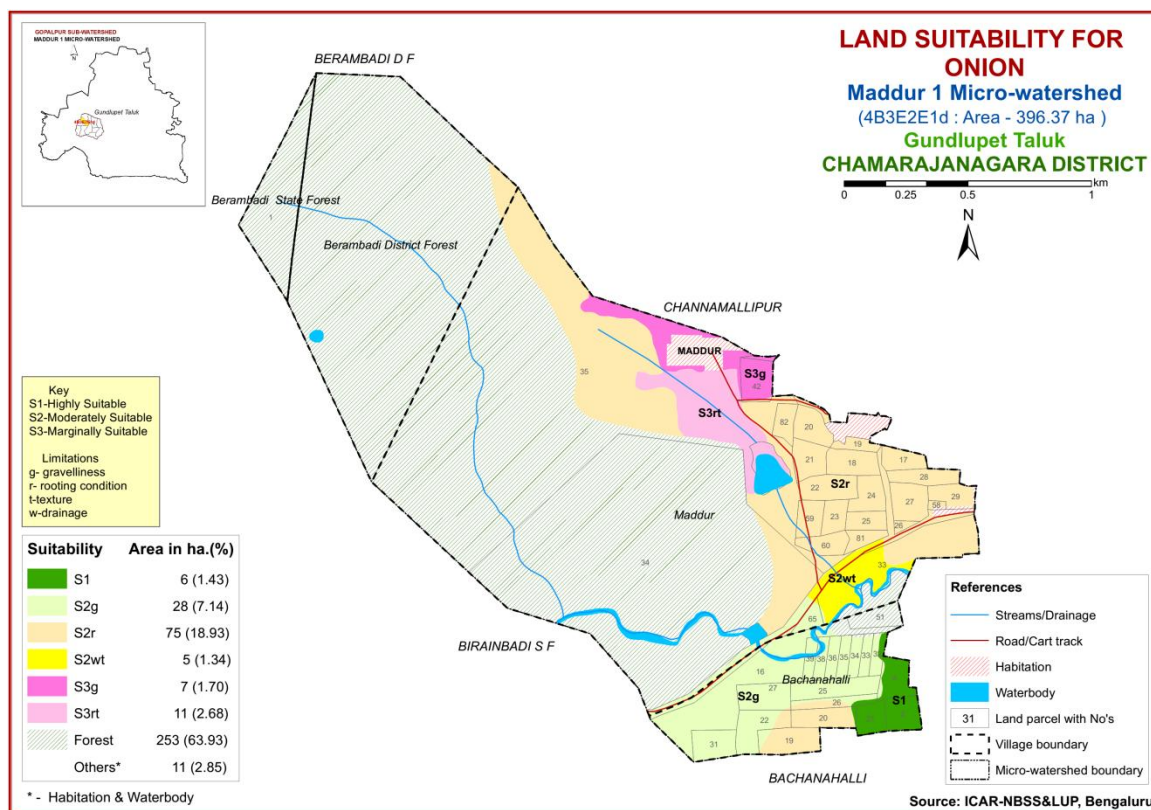 GOPALPUR SUB-WATERSHED
MADDUR 1 MICRO-WATERSHED
N
Gundlupet Taluk
LAND SUITABILITY FOR
ONION
Maddur 1 Micro-watershed
(4B3E2E1d : Area - 396.37 ha )
Gundlupet Taluk
CHAMARAJANAGARA DISTRICT
km
0 0.25 0.5 1
N
BERAMBADI D F
Berambadi State Forest
1
Berambadi District Forest
CHANNAMALLIPUR
MADDUR
S3g
42
35
S3rt
82
20
19
21
18
17
28
S2r
22
24
27
29
58
59
23
25
26
60
81
Maddur
34
S2wt
33
65
51
BIRAINBADI S F
39 38 36 35 34 33
16
Bachanahalli
27
25
S2g
S1
26
22
20
31
19
BACHANAHALLI
Key
S1-Highly Suitable
S2-Moderately Suitable
S3-Marginally Suitable
Limitations
g- gravelliness
r- rooting condition
t-texture
w-drainage
Suitability Area in ha.(%)
S1 6 (1.43)
S2g 28 (7.14)
S2r 75 (18.93)
S2wt 5 (1.34)
S3g 7 (1.70)
S3rt 11 (2.68)
Forest 253 (63.93)
Others* 11 (2.85)
* - Habitation & Waterbody
References
Streams/Drainage
Road/Cart track
Habitation
Waterbody
31 Land parcel with No's
Village boundary
Micro-watershed boundary
Source: ICAR-NBSS&LUP, Bengaluru